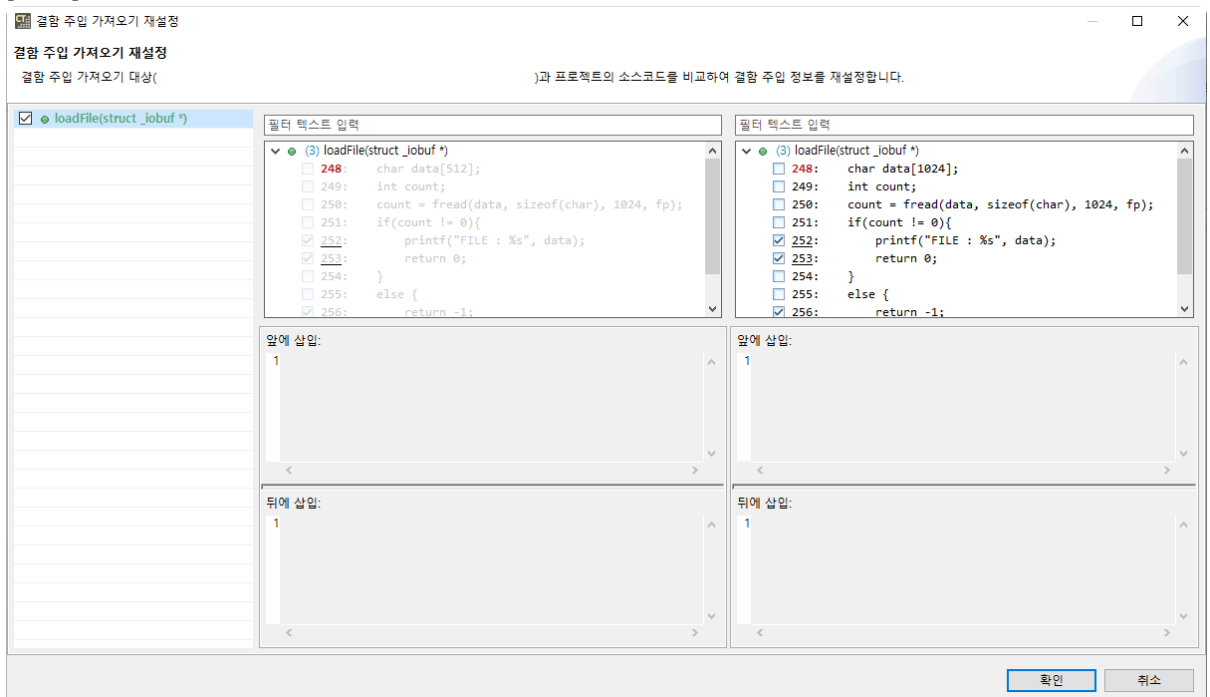 CT 결함 주입 가져오기 재설정
결함 주입 가져오기 재설정
결함 주입 가져오기 대상( )과 프로젝트의 소스코드를 비교하여 결함 주입 정보를 재설정합니다.
loadFile(struct _iobuf *)
필터 텍스트 입력
(3) loadFile(struct _iobuf *)
248: char data[512];
249: int count;
250: count = fread(data, sizeof(char), 1024, fp);
251: if(count != 0){
252: printf("FILE : %s", data);
253: return 0;
254: }
255: else {
256: return -1;
앞에 삽입:
1
뒤에 삽입:
1
필터 텍스트 입력
(3) loadFile(struct _iobuf *)
248: char data[1024];
249: int count;
250: count = fread(data, sizeof(char), 1024, fp);
251: if(count != 0){
252: printf("FILE : %s", data);
253: return 0;
254: }
255: else {
256: return -1;
앞에 삽입:
1
뒤에 삽입:
1
확인
취소